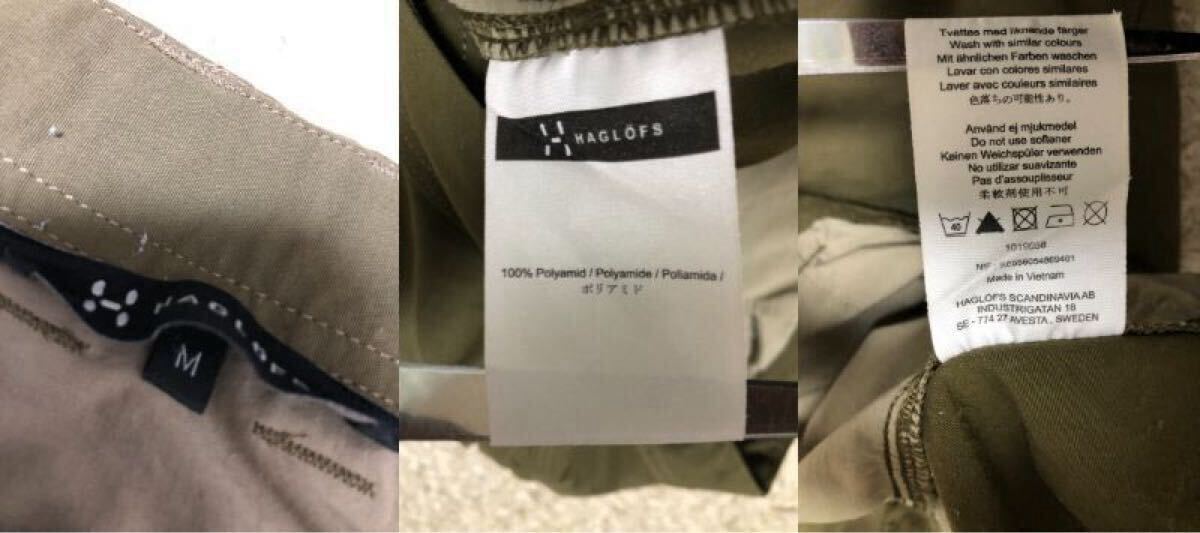 HAGLÖFS
M
HAGLÖFS
100% Polyamid / Polyamide / Poliamida /
ポリアミド
Tvättas med liknande färger
Wash with similar colours
Mit ähnlichen Farben waschen
Lavar con colores similares
Laver avec couleurs similaires
色落ちの可能性あり。
Använd ej mjukmedel
Do not use softener
Keinen Weichspüler verwenden
No utilizar suavizante
Pas d'assouplisseur
柔軟剤使用不可
40
Made in Vietnam
HAGLÖFS SCANDINAVIA AB
INDUSTRIGATAN 18
SE - 774 27 AVESTA, SWEDEN